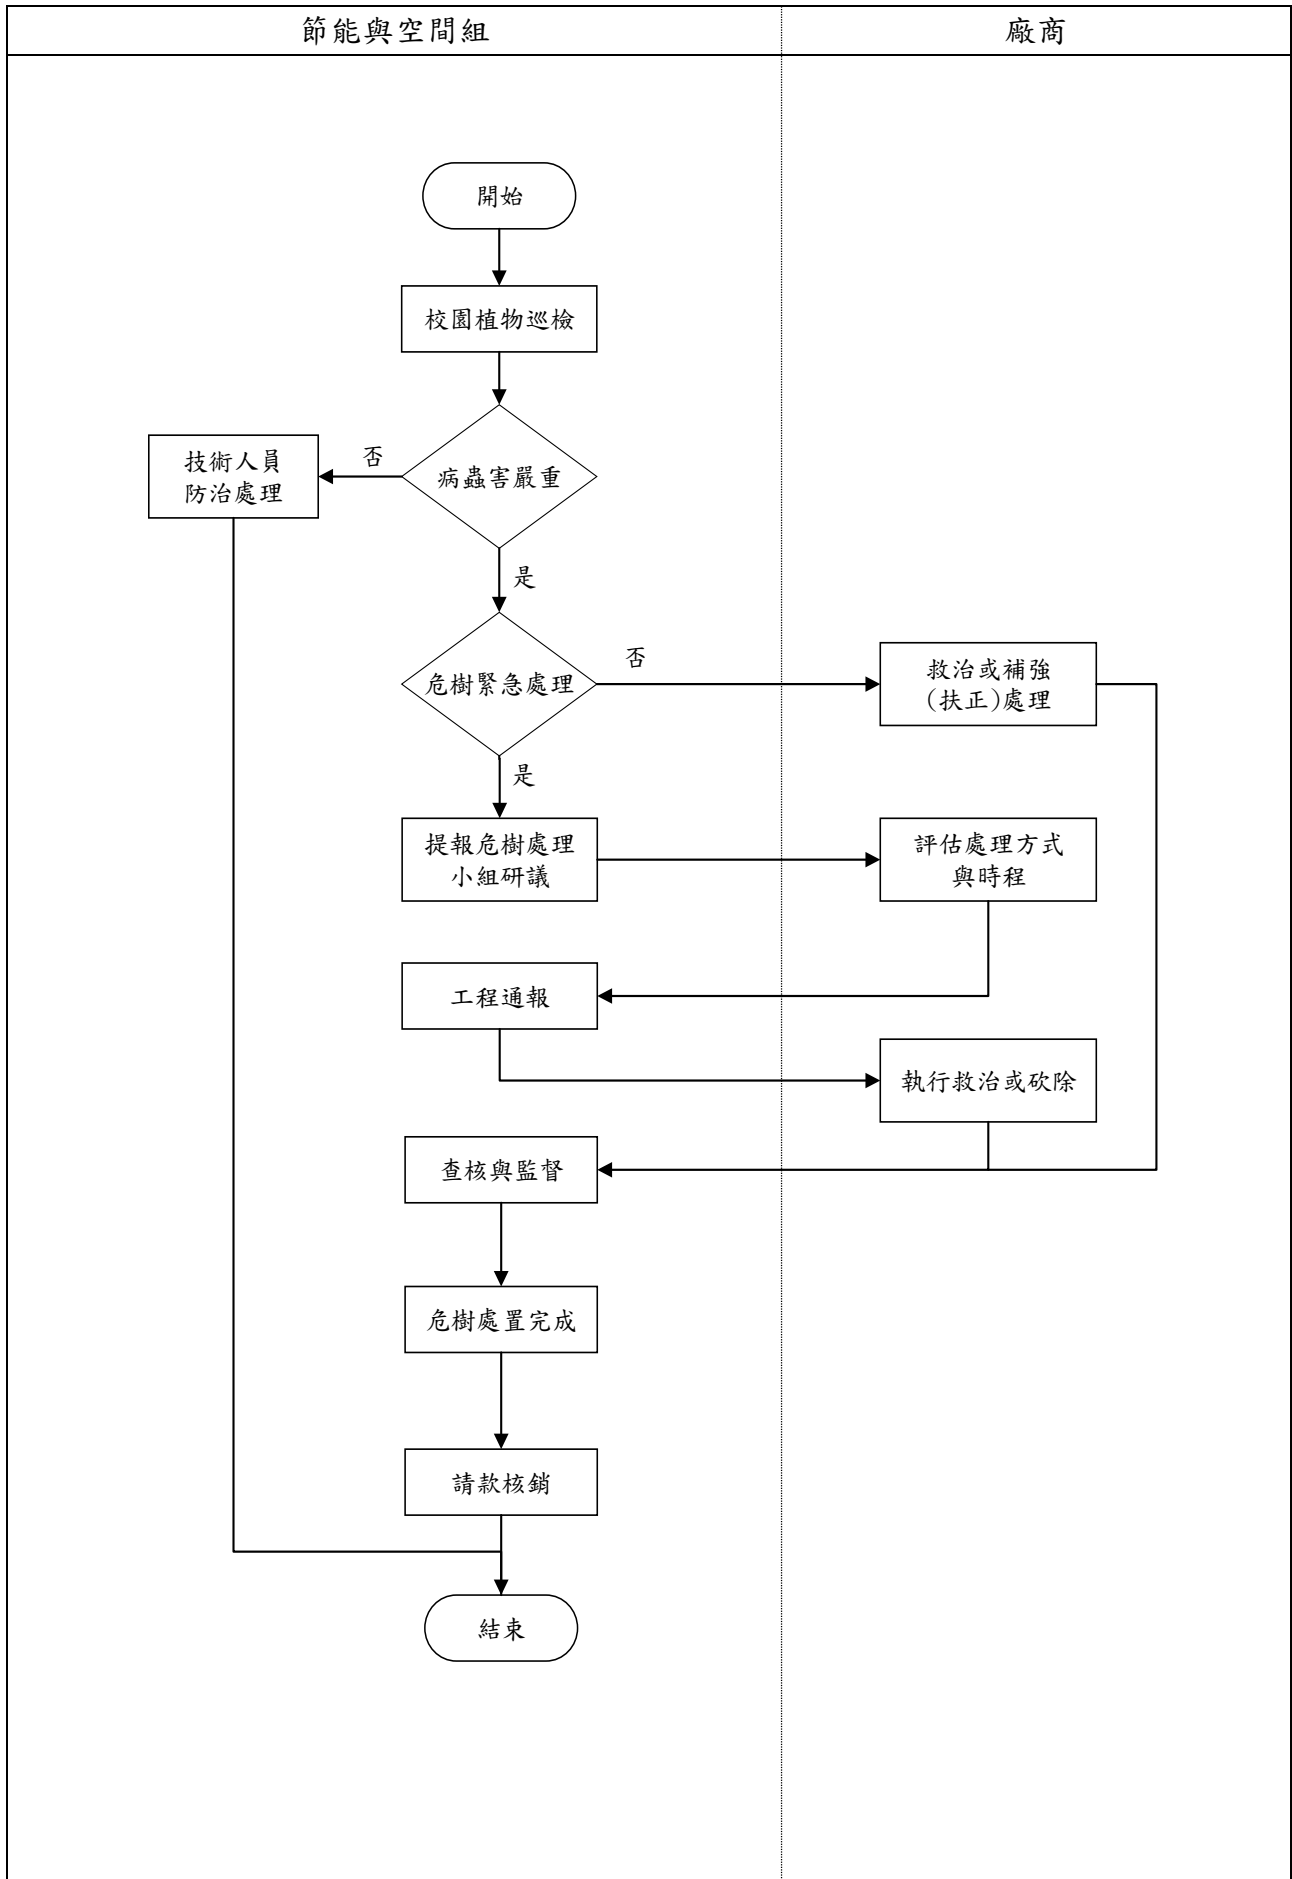 節能與空間組
廠商
開始
校園植物巡檢
病蟲害嚴重
否
技術人員
防治處理
是
危樹緊急處理
否
救治或補強
(扶正)處理
是
提報危樹處理
小組研議
評估處理方式
與時程
工程通報
執行救治或砍除
查核與監督
危樹處置完成
請款核銷
結束